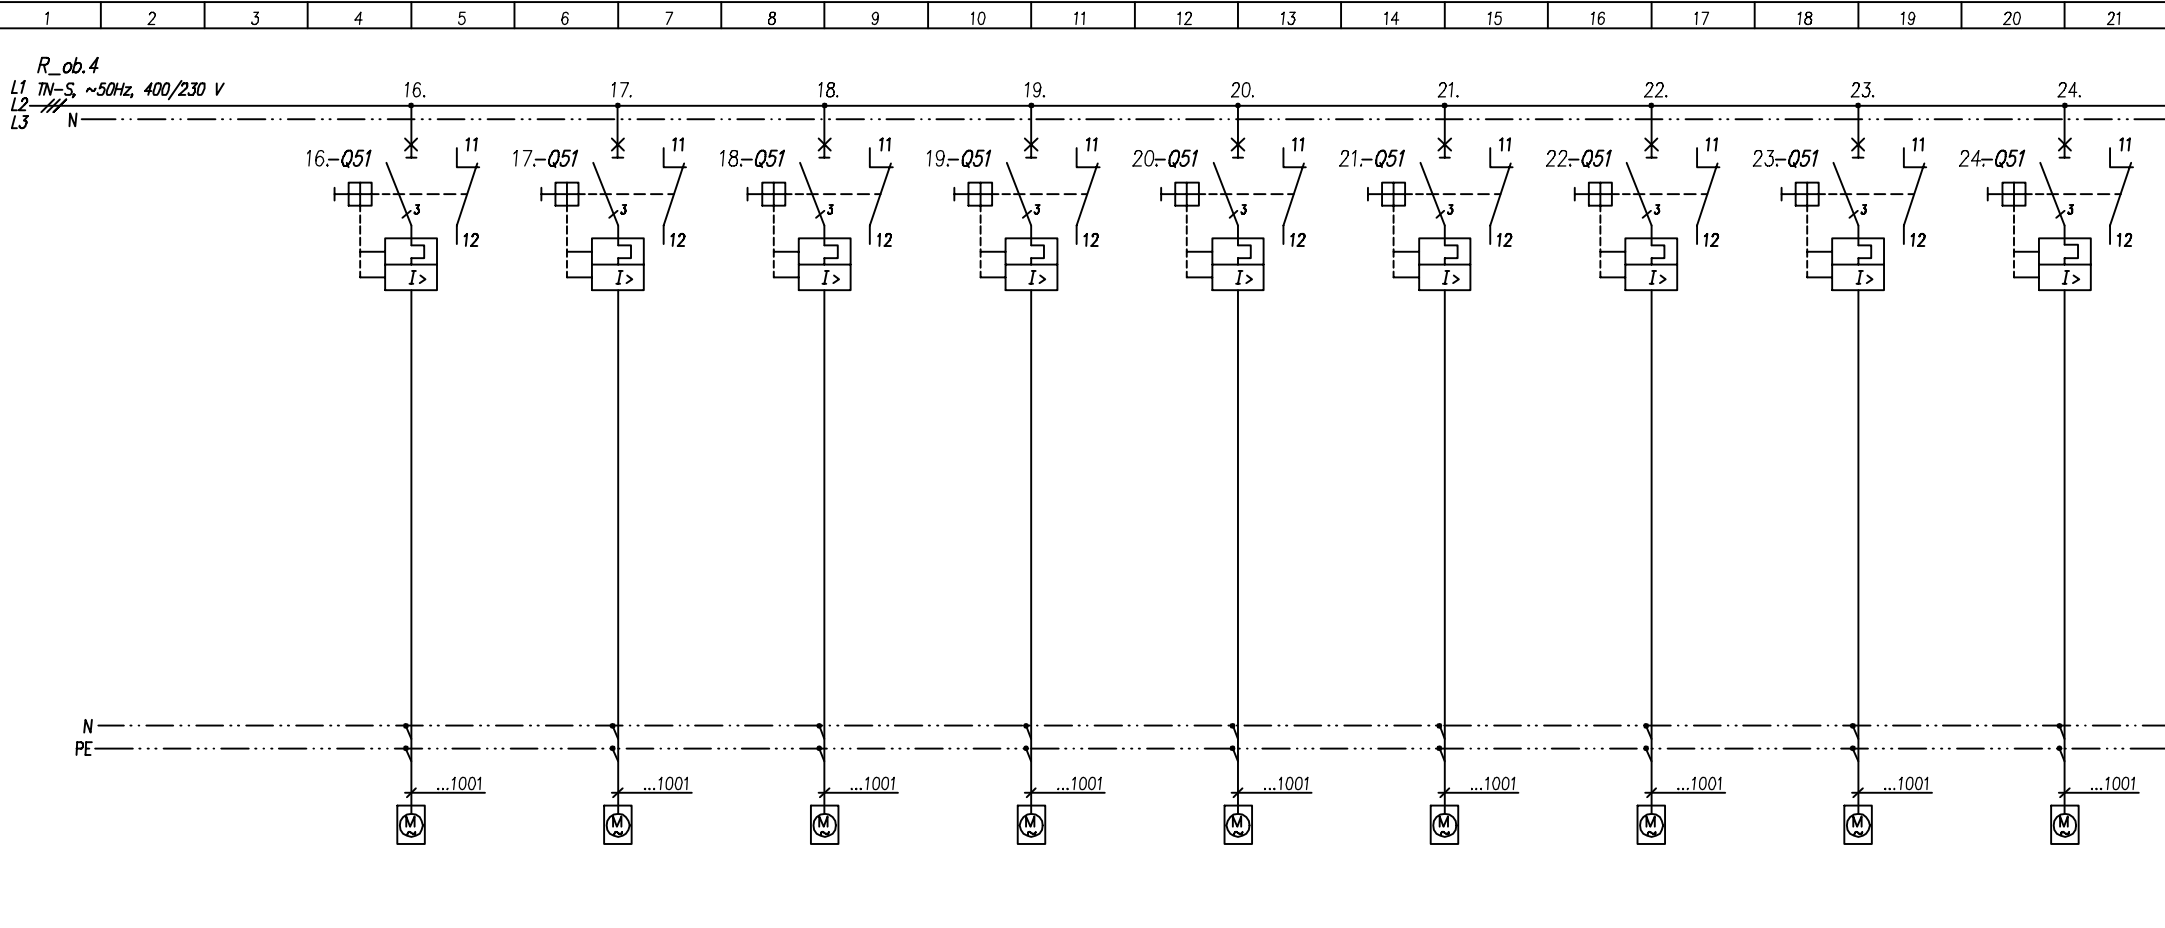 1 2 3 4 5 6 7 8 9 10 11 12 13 14 15 16 17 18 19 20 21
R_ob.4
L1 TN-S, ~50Hz, 400/230 V 16. 17. 18. 19. 20. 21. 22. 23. 24.
L2
L3 N
11 11 11 11 11 11 11 11 11
16.-Q51 17.-Q51 18.-Q51 19.-Q51 20.-Q51 21.-Q51 22.-Q51 23.-Q51 24.-Q51
3 3 3 3 3 3 3 3 3
12 12 12 12 12 12 12 12 12
I> I> I> I> I> I> I> I> I>
N
PE
...1001 ...1001 ...1001 ...1001 ...1001 ...1001 ...1001 ...1001 ...1001
M M M M M M M M M
~ ~ ~ ~ ~ ~ ~ ~ ~